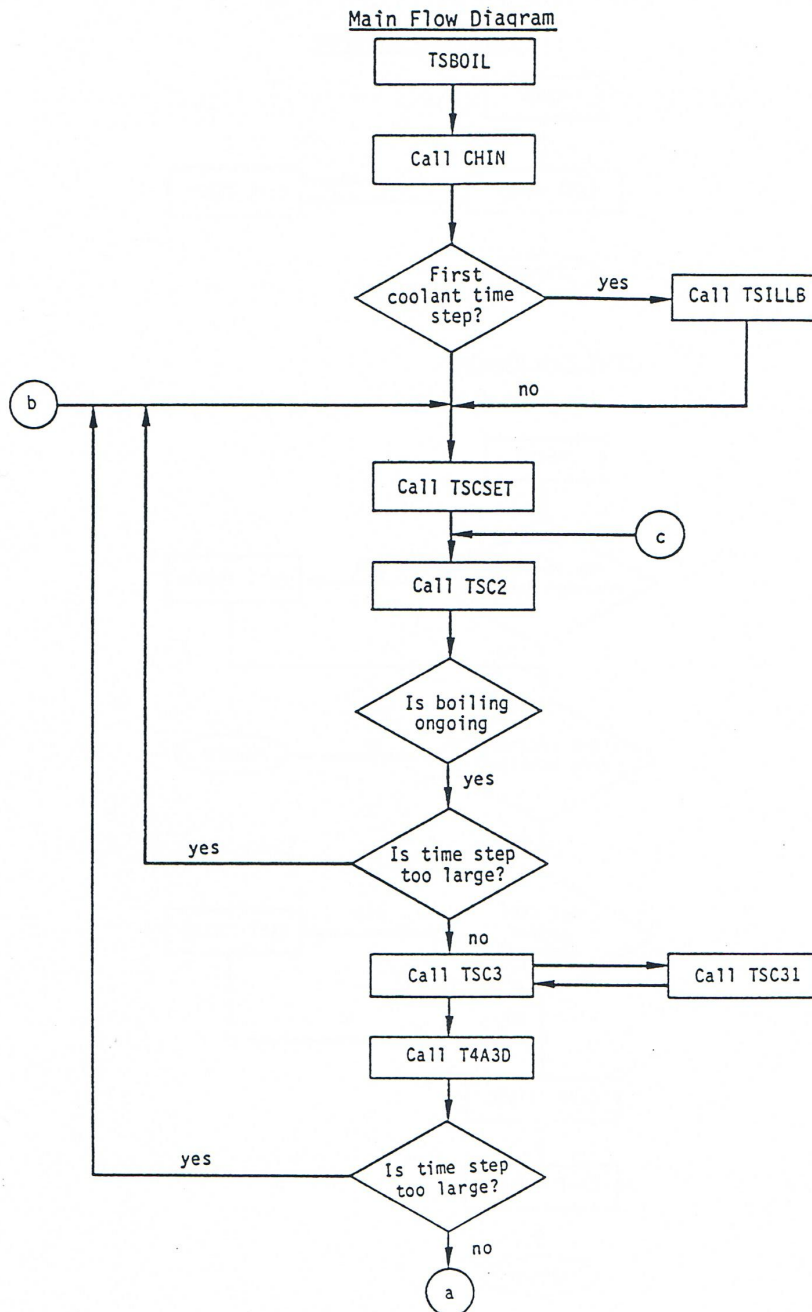 Main Flow Diagram
TSBOIL
Call CHIN
First
coolant time
step?
yes
Call TSILLB
no
b
Call TSCSET
c
Call TSC2
Is boiling
ongoing
yes
yes
Is time step
too large?
no
Call TSC3
Call TSC31
Call T4A3D
yes
Is time step
too large?
no
a